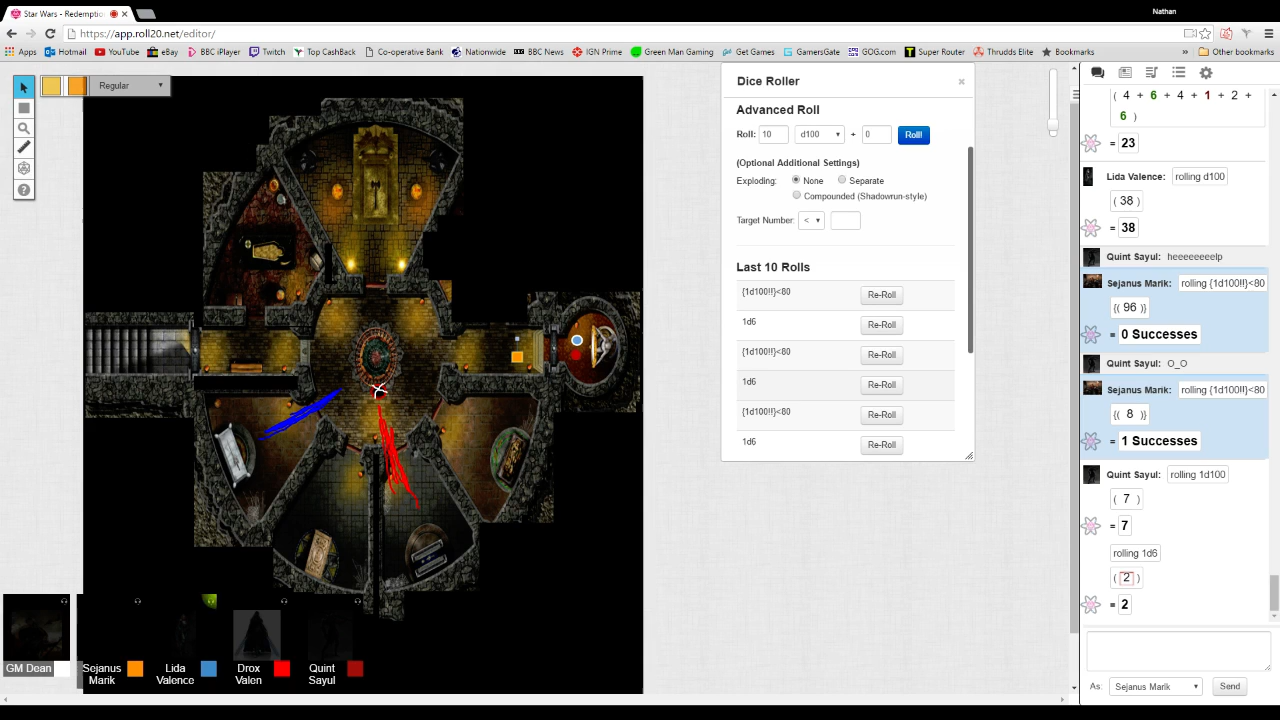 Star Wars - Redemptio
Nathan
https://app.roll20.net/editor/
Apps Hotmail YouTube eBay BBC iPlayer Twitch Top CashBack Co-operative Bank Nationwide BBC News IGN Prime Green Man Gaming Get Games GamersGate GOG.com Super Router Thrudds Elite » Bookmarks Other bookmarks
Regular
Dice Roller
×
Advanced Roll
Roll: 10 d100 + 0 Roll!
(Optional Additional Settings)
Exploding: None Separate
Compounded (Shadowrun-style)
Target Number: <
Last 10 Rolls
{1d100!!}<80 Re-Roll
1d6 Re-Roll
{1d100!!}<80 Re-Roll
1d6 Re-Roll
{1d100!!}<80 Re-Roll
1d6 Re-Roll
( 4 + 6 + 4 + 1 + 2 +
6 )
= 23
Lida Valence: rolling d100
( 38 )
= 38
Quint Sayul: heeeeeeeelp
Sejanus Marik: rolling {1d100!!}<80
{( 96 )}
= 0 Successes
Quint Sayul: O_O
Sejanus Marik: rolling {1d100!!}<80
{( 8 )}
= 1 Successes
Quint Sayul: rolling 1d100
( 7 )
= 7
rolling 1d6
( 2 )
= 2
As: Sejanus Marik Send
GM Dean
Sejanus
Marik
Lida
Valence
Drox
Valen
Quint
Sayul